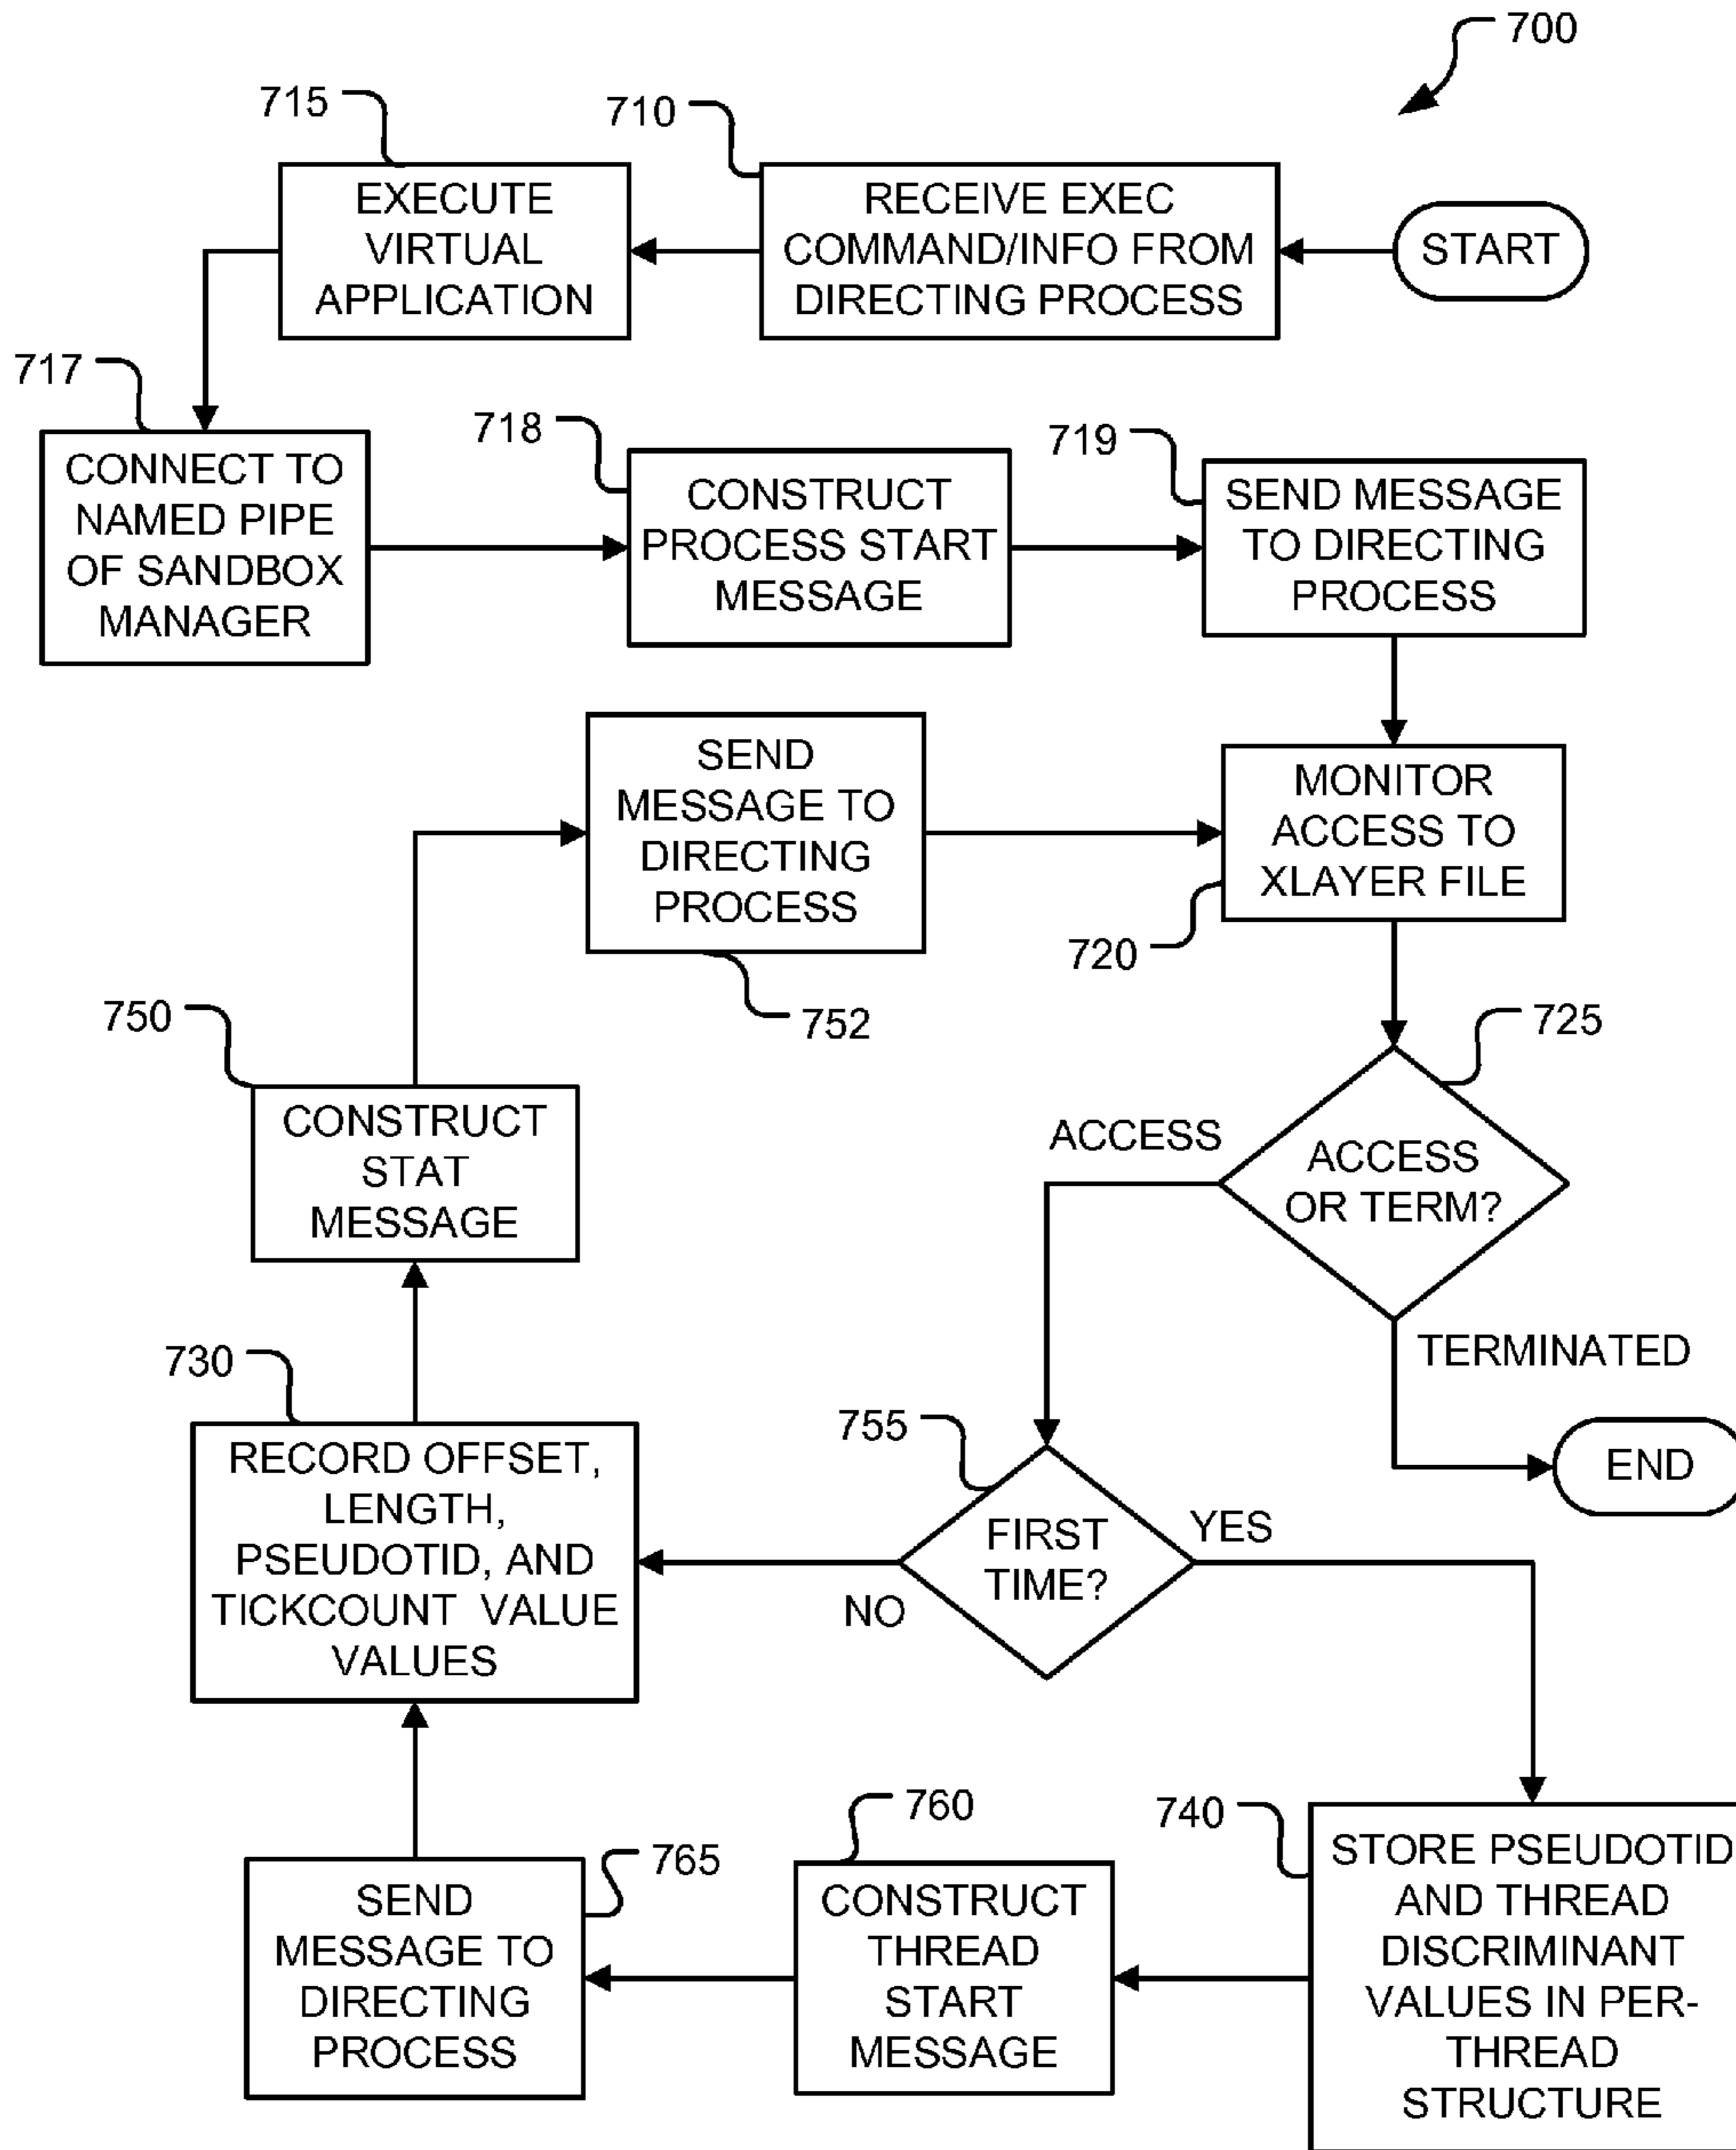 700
715
710
EXECUTE
VIRTUAL
APPLICATION
RECEIVE EXEC
COMMAND/INFO FROM
DIRECTING PROCESS
START
717
718
719
CONNECT TO
NAMED PIPE
OF SANDBOX
MANAGER
CONSTRUCT
PROCESS START
MESSAGE
SEND MESSAGE
TO DIRECTING
PROCESS
SEND
MESSAGE TO
DIRECTING
PROCESS
MONITOR
ACCESS TO
XLAYER FILE
720
750
752
725
CONSTRUCT
STAT
MESSAGE
ACCESS
ACCESS
OR TERM?
TERMINATED
730
755
END
RECORD OFFSET,
LENGTH,
PSEUDOTID, AND
TICKCOUNT VALUE
VALUES
FIRST
TIME?
YES
NO
765
760
740
SEND
MESSAGE TO
DIRECTING
PROCESS
CONSTRUCT
THREAD
START
MESSAGE
STORE PSEUDOTID
AND THREAD
DISCRIMINANT
VALUES IN PER-
THREAD
STRUCTURE